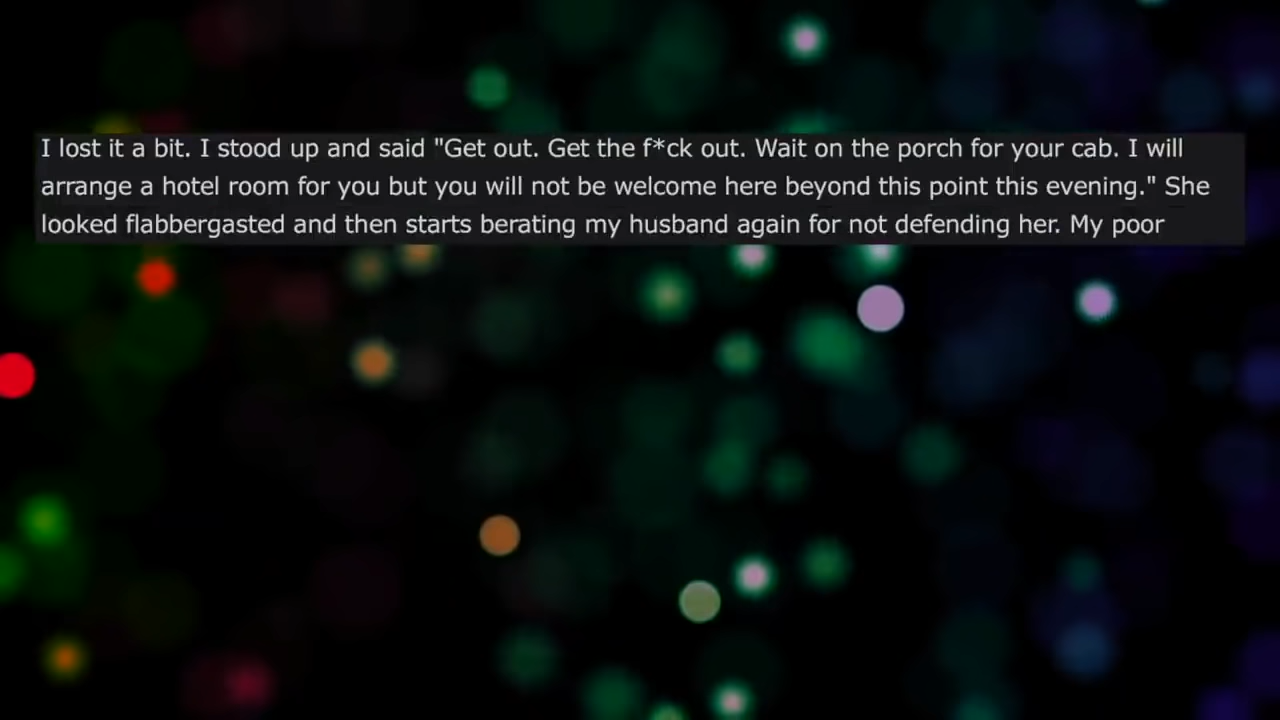 I lost it a bit. I stood up and said "Get out. Get the f*ck out. Wait on the porch for your cab. I will
arrange a hotel room for you but you will not be welcome here beyond this point this evening." She
looked flabbergasted and then starts berating my husband again for not defending her. My poor